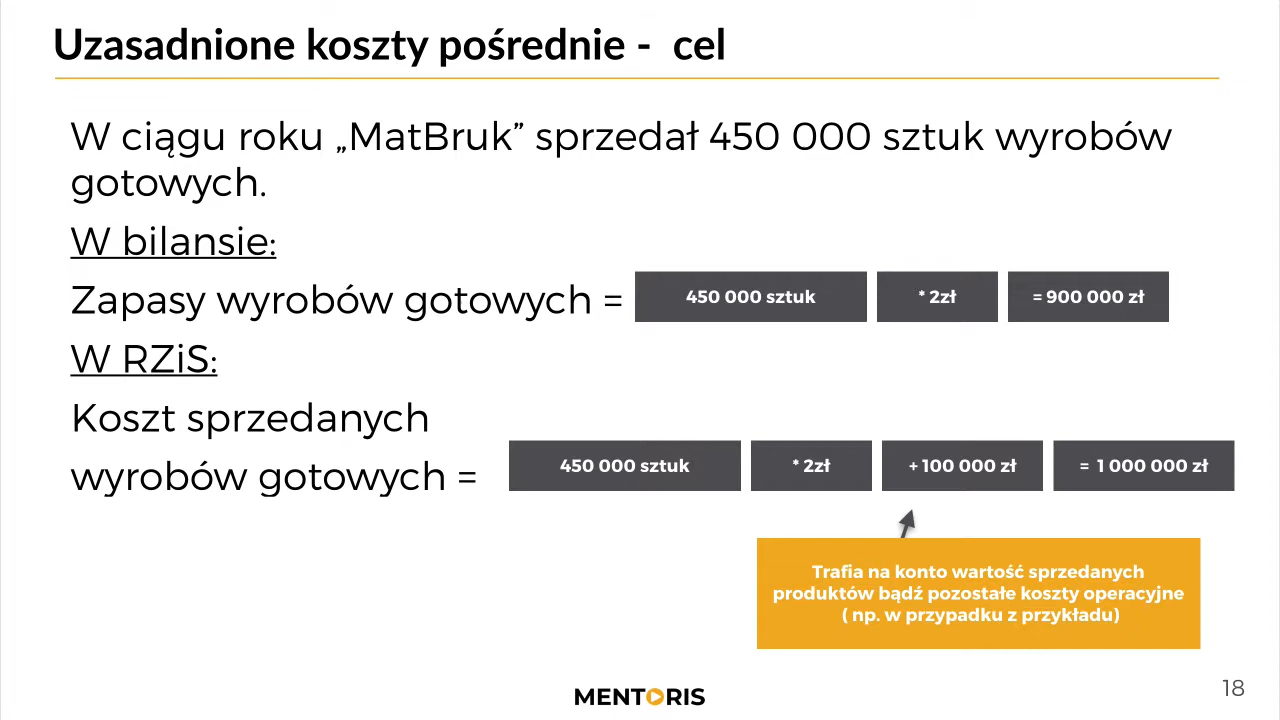 Uzasadnione koszty pośrednie - cel
W ciągu roku „MatBruk” sprzedał 450 000 sztuk wyrobów
gotowych.
W bilansie:
Zapasy wyrobów gotowych = 450 000 sztuk * 2zł = 900 000 zł
W RZiS:
Koszt sprzedanych
wyrobów gotowych = 450 000 sztuk * 2zł + 100 000 zł = 1 000 000 zł
Trafia na konto wartość sprzedanych
produktów bądź pozostałe koszty operacyjne
( np. w przypadku z przykładu)
MENTORIS
18